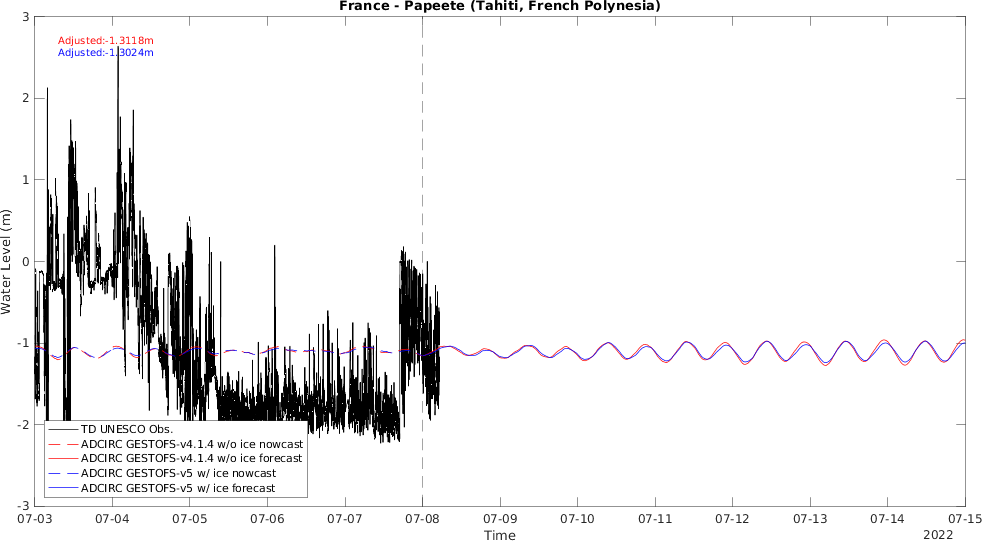 France - Papeete (Tahiti, French Polynesia)
3
2
1
0
-1
-2
-3
Water Level (m)
Adjusted:-1.3118m
Adjusted:-1.3024m
TD UNESCO Obs.
ADCIRC GESTOFS-v4.1.4 w/o ice nowcast
ADCIRC GESTOFS-v4.1.4 w/o ice forecast
ADCIRC GESTOFS-v5 w/ ice nowcast
ADCIRC GESTOFS-v5 w/ ice forecast
07-03 07-04 07-05 07-06 07-07 07-08 07-09 07-10 07-11 07-12 07-13 07-14 07-15
Time
2022